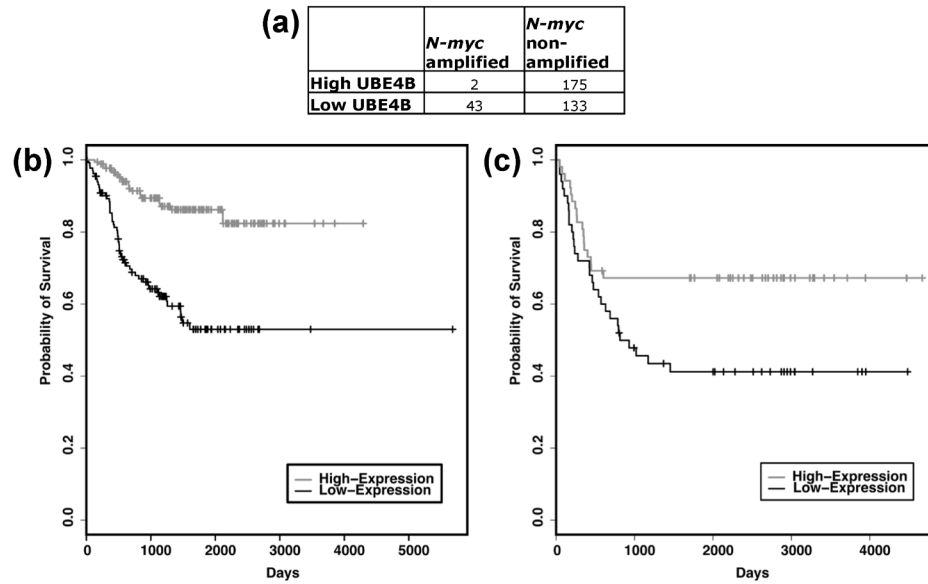 (a)
N-myc amplified
N-myc non-amplified
High UBE4B 2 175
Low UBE4B 43 133
(b)
Probability of Survival
1.0
0.8
0.6
0.4
0.2
0.0
High-Expression
Low-Expression
0 1000 2000 3000 4000 5000
Days
(c)
Probability of Survival
1.0
0.8
0.6
0.4
0.2
0.0
High-Expression
Low-Expression
0 1000 2000 3000 4000
Days